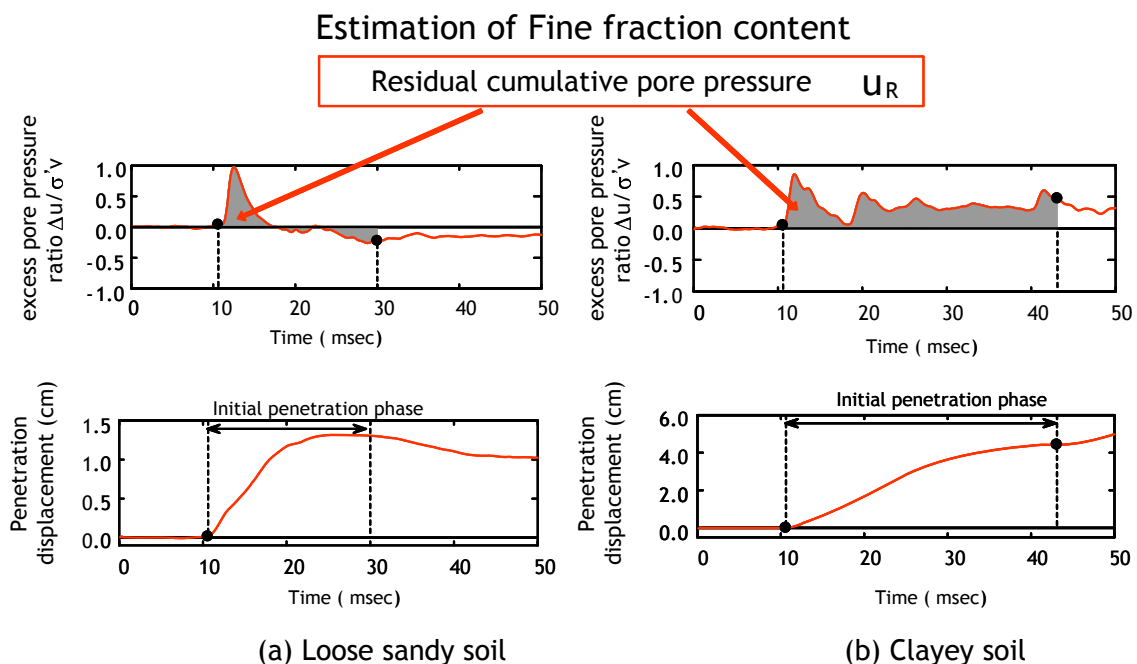 Estimation of Fine fraction content
Residual cumulative pore pressure uR
excess pore pressure
ratio Δu/σ'v
1.0
0.5
0.0
-0.5
-1.0
0 10 20 30 40 50
Time ( msec)
excess pore pressure
ratio Δu/σ'v
1.0
0.5
0.0
0.5
-1.0
0 10 20 30 40 50
Time ( msec)
Penetration
displacement (cm)
Initial penetration phase
1.5
1.0
0.5
0.0
0 10 20 30 40 50
Time ( msec)
(a) Loose sandy soil
Penetration
displacement (cm)
Initial penetration phase
6.0
4.0
2.0
0.0
0 10 20 30 40 50
Time ( msec)
(b) Clayey soil